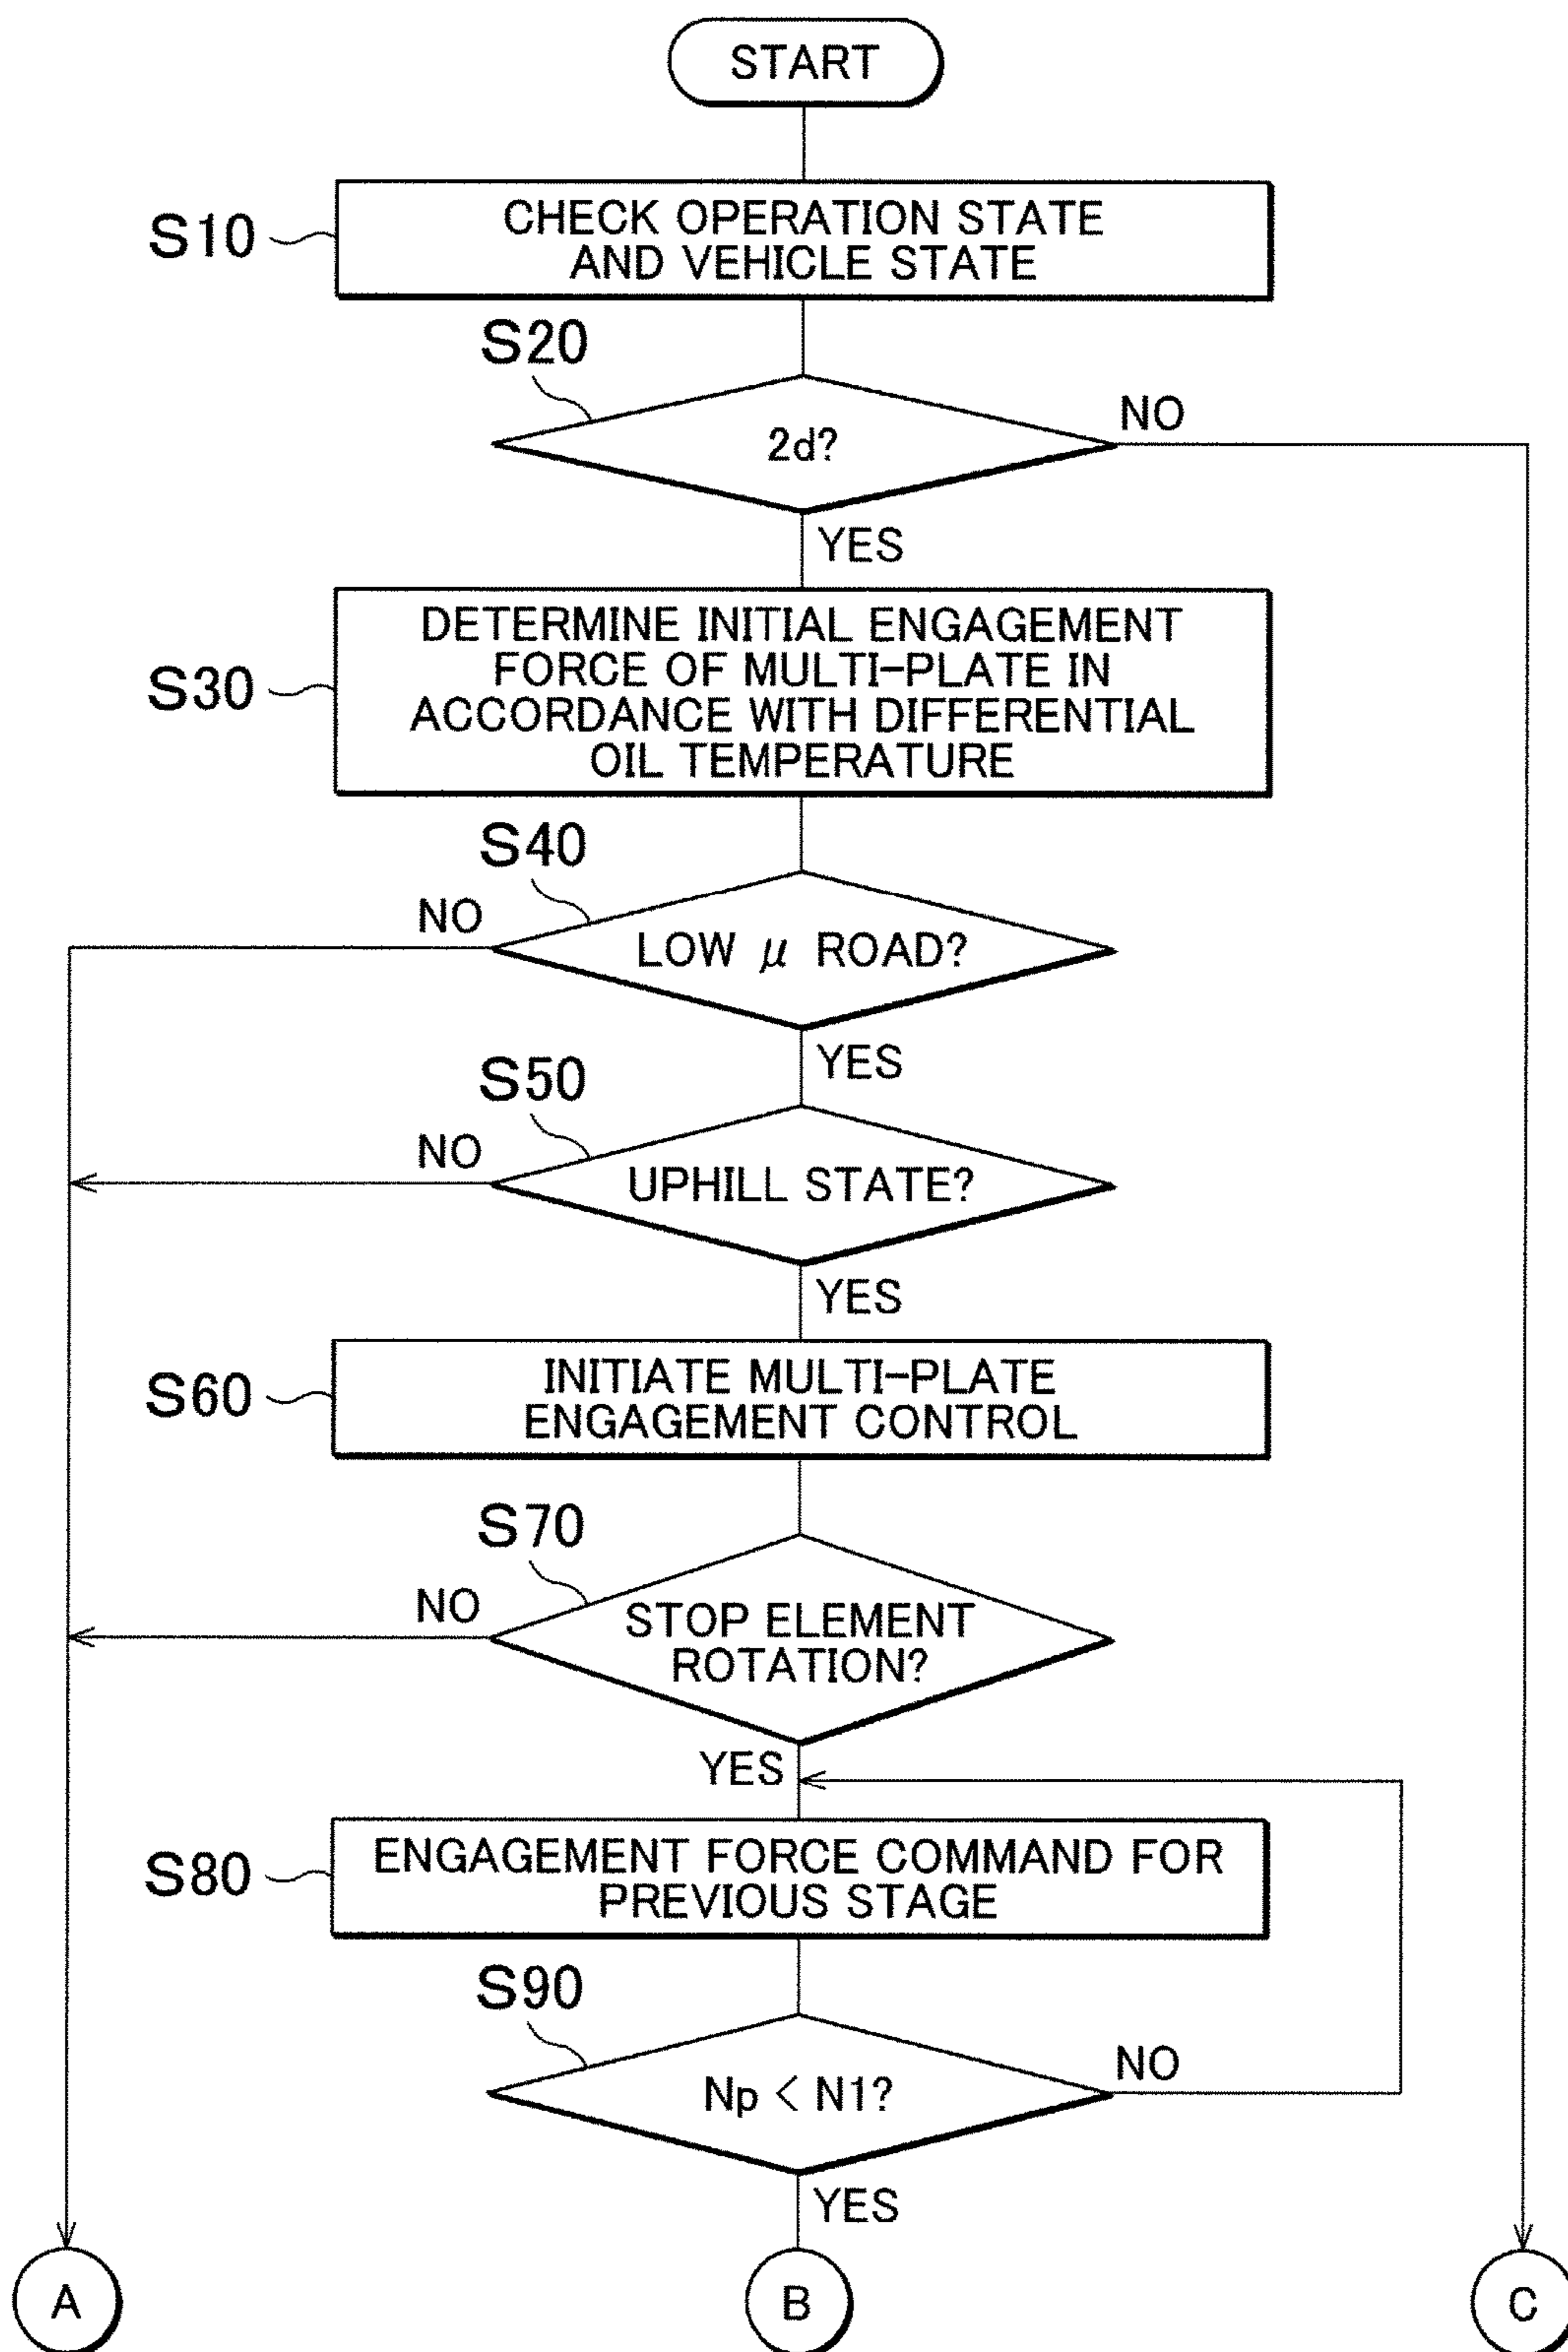 START
S10
CHECK OPERATION STATE
AND VEHICLE STATE
S20
2d?
NO
YES
S30
DETERMINE INITIAL ENGAGEMENT
FORCE OF MULTI-PLATE IN
ACCORDANCE WITH DIFFERENTIAL
OIL TEMPERATURE
S40
NO
LOW μ ROAD?
YES
S50
NO
UPHILL STATE?
YES
S60
INITIATE MULTI-PLATE
ENGAGEMENT CONTROL
S70
NO
STOP ELEMENT
ROTATION?
YES
S80
ENGAGEMENT FORCE COMMAND FOR
PREVIOUS STAGE
S90
Np < N1?
NO
YES
A
B
C